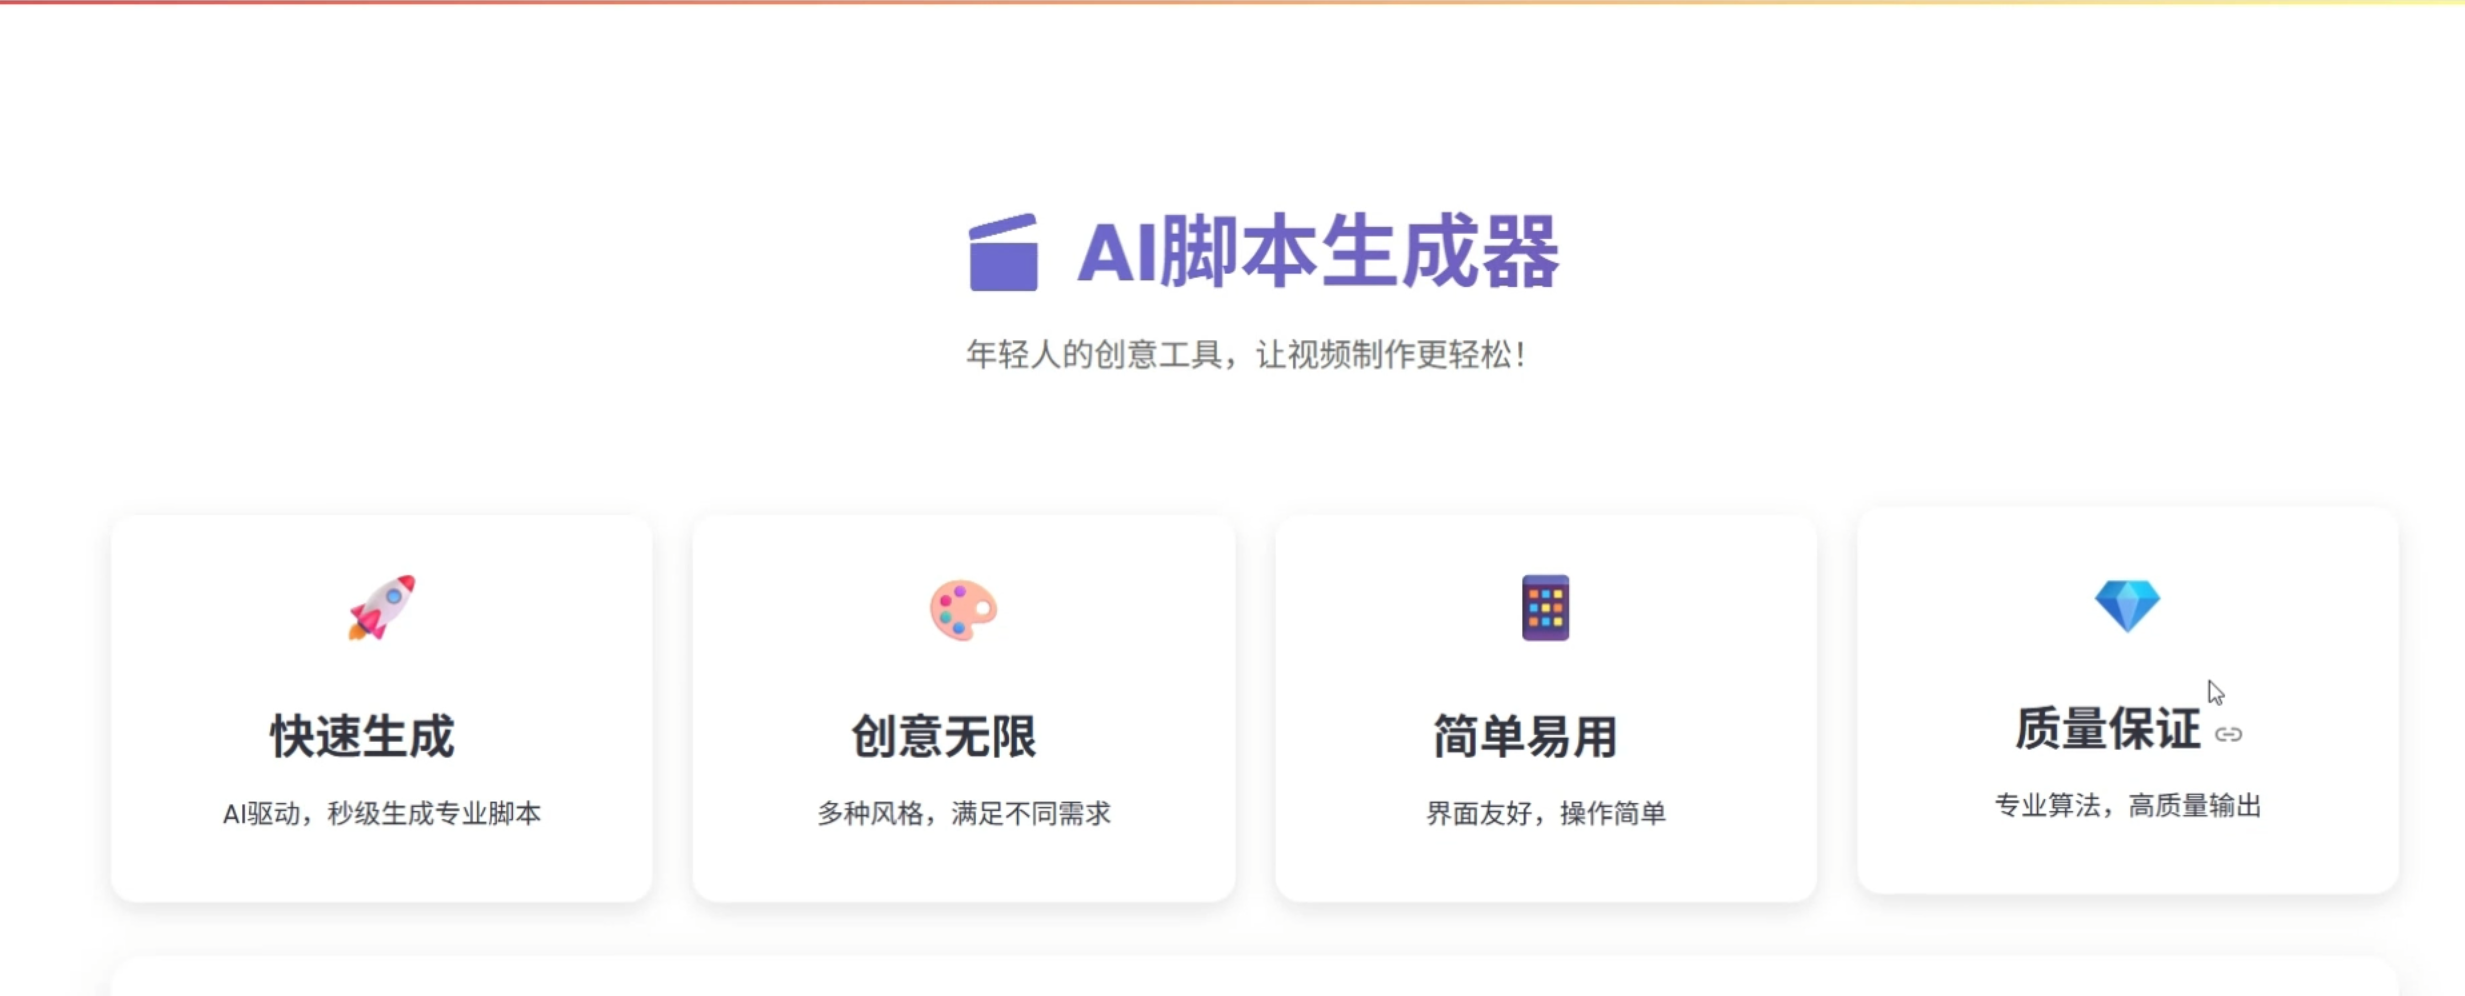 AI脚本生成器
年轻人的创意工具，让视频制作更轻松！
快速生成
AI驱动，秒级生成专业脚本
创意无限
多种风格，满足不同需求
简单易用
界面友好，操作简单
质量保证
专业算法，高质量输出